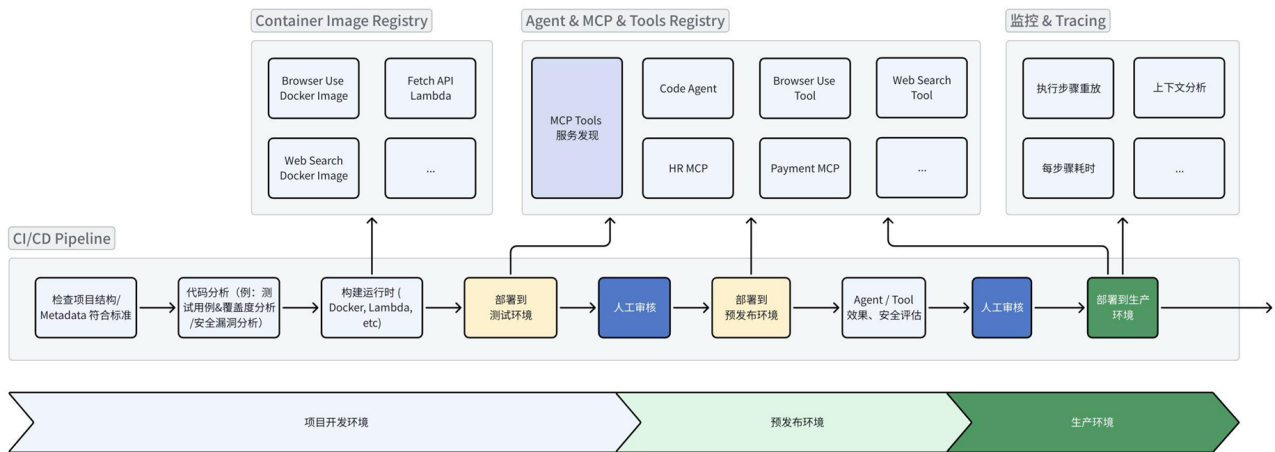 Container Image Registry
Browser Use
Docker Image
Fetch API
Lambda
Web Search
Docker Image
...
Agent & MCP & Tools Registry
MCP Tools
服务发现
Code Agent
Browser Use
Tool
Web Search
Tool
HR MCP
Payment MCP
...
监控 & Tracing
执行步骤重放
上下文分析
每步骤耗时
...
CI/CD Pipeline
检查项目结构/
Metadata 符合标准
代码分析（例：测
试用例&覆盖度分析
/安全漏洞分析）
构建运行时 (
Docker, Lambda,
etc)
部署到
测试环境
人工审核
部署到
预发布环境
Agent / Tool
效果、安全评估
人工审核
部署到生产
环境
项目开发环境
预发布环境
生产环境